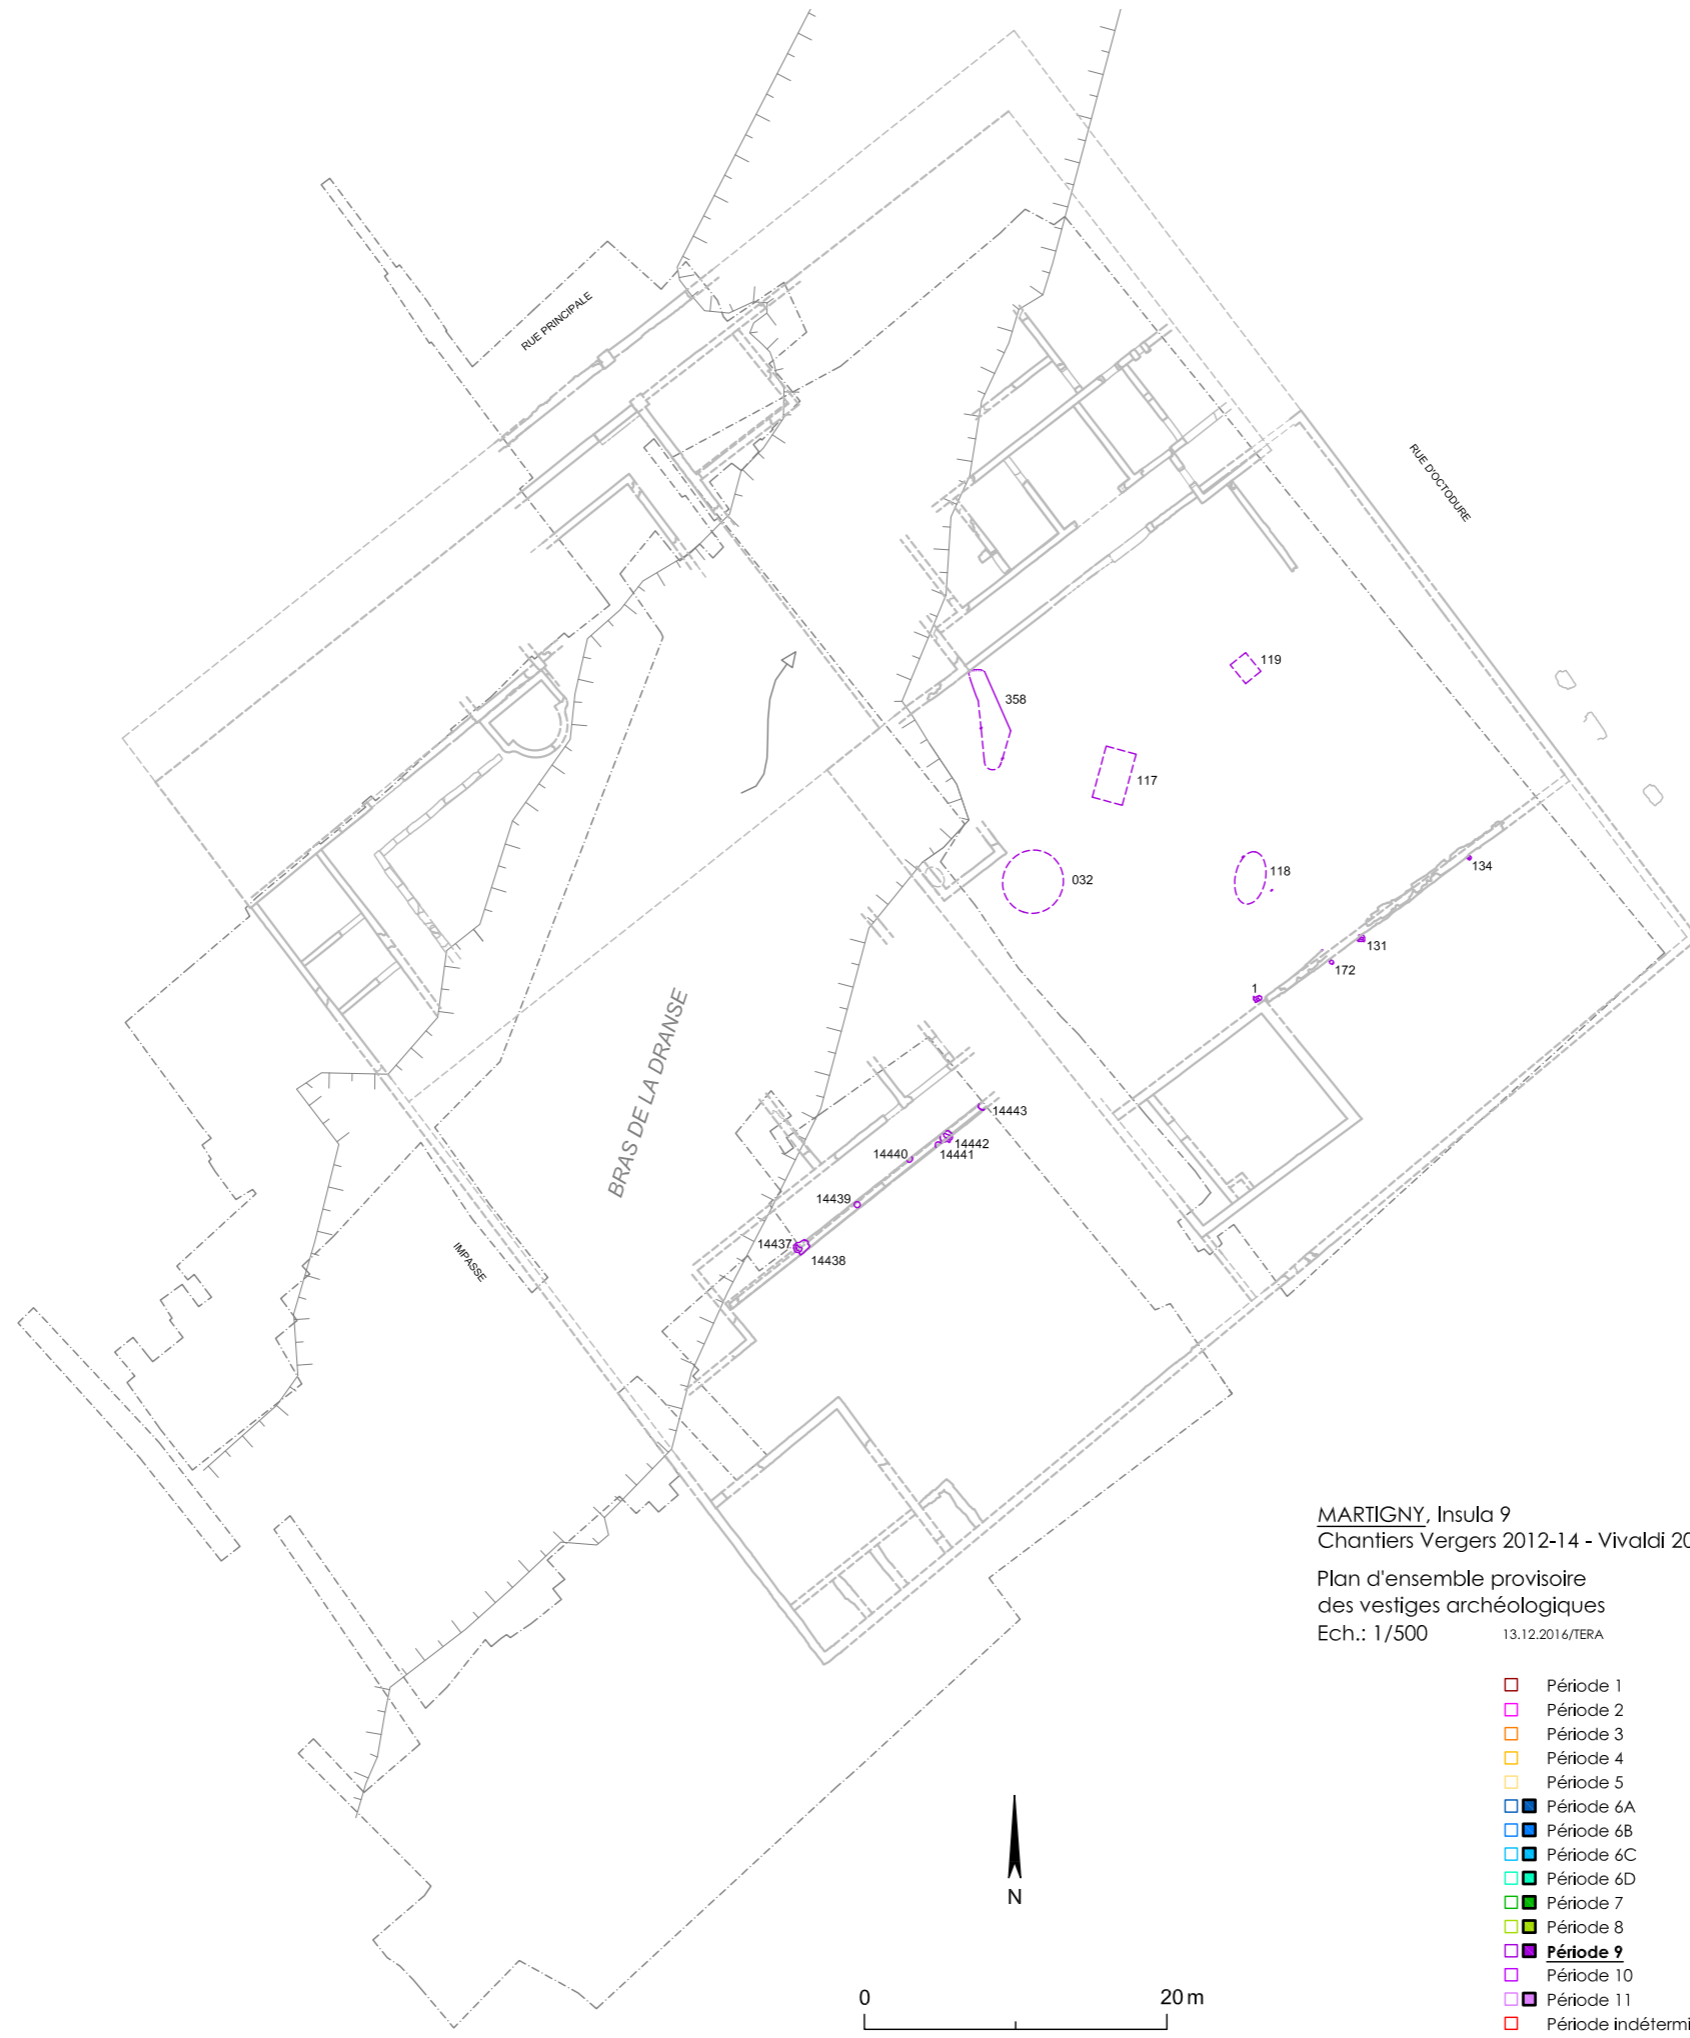 RUE PRINCIPALE
RUE D'OCTODURE
119
358
117
032
118
134
131
172
1
BRAS DE LA DRANSE
14443
14442
14441
14440
14439
14437
14438
IMPASSE
MARTIGNY, Insula 9
Chantiers Vergers 2012-14 - Vivaldi 20
Plan d'ensemble provisoire
des vestiges archéologiques
Ech.: 1/500 13.12.2016/TERA
Période 1
Période 2
Période 3
Période 4
Période 5
Période 6A
Période 6B
Période 6C
Période 6D
Période 7
Période 8
Période 9
Période 10
Période 11
Période indétermi
N
0 20 m